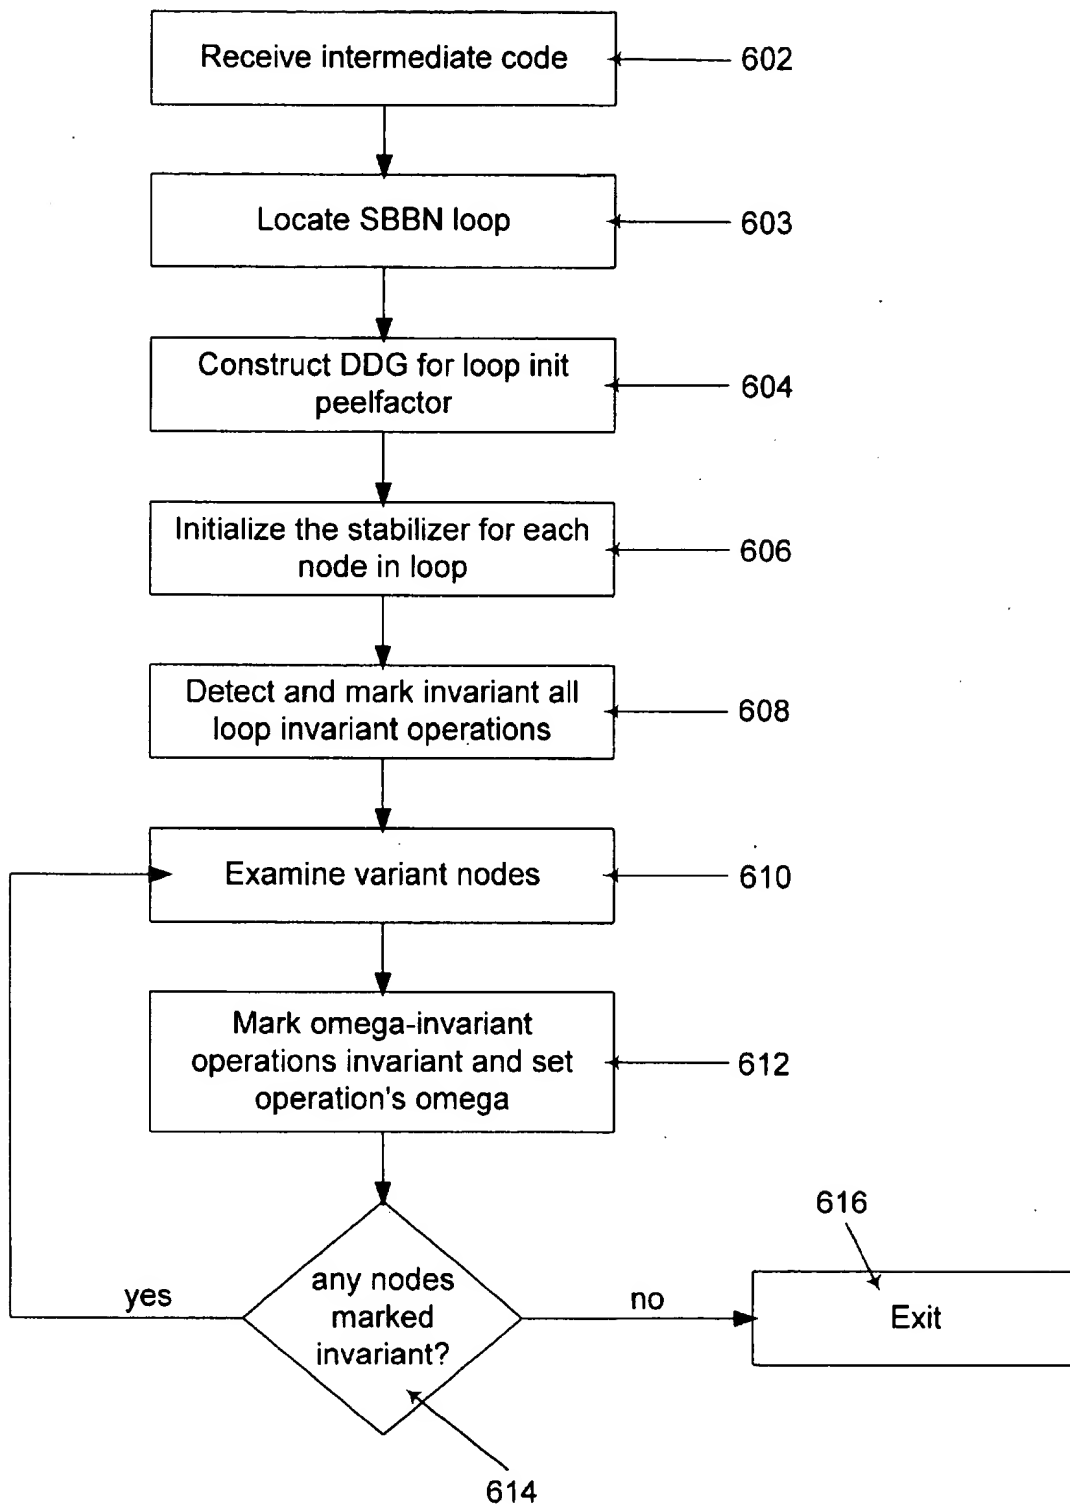 Receive intermediate code
602
Locate SBBN loop
603
Construct DDG for loop init
peelfactor
604
Initialize the stabilizer for each
node in loop
606
Detect and mark invariant all
loop invariant operations
608
Examine variant nodes
610
Mark omega-invariant
operations invariant and set
operation's omega
612
any nodes
marked
invariant?
yes
no
616
Exit
614